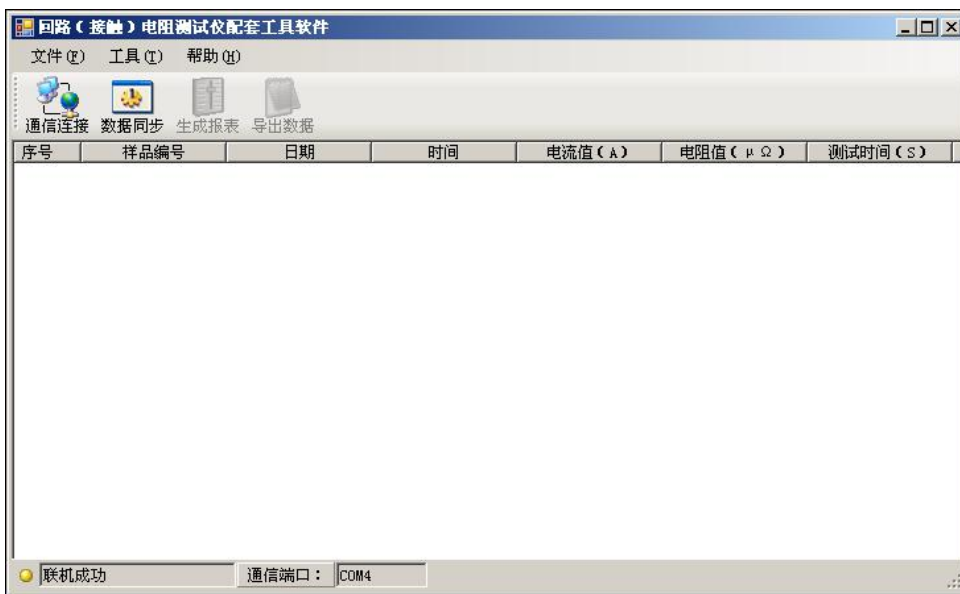 回路(接触)电阻测试仪配套工具软件
文件(F) 工具(T) 帮助(H)
通信连接 数据同步 生成报表 导出数据
序号 样品编号 日期 时间 电流值(A) 电阻值(μΩ) 测试时间(S)
联机成功 通信端口: COM4